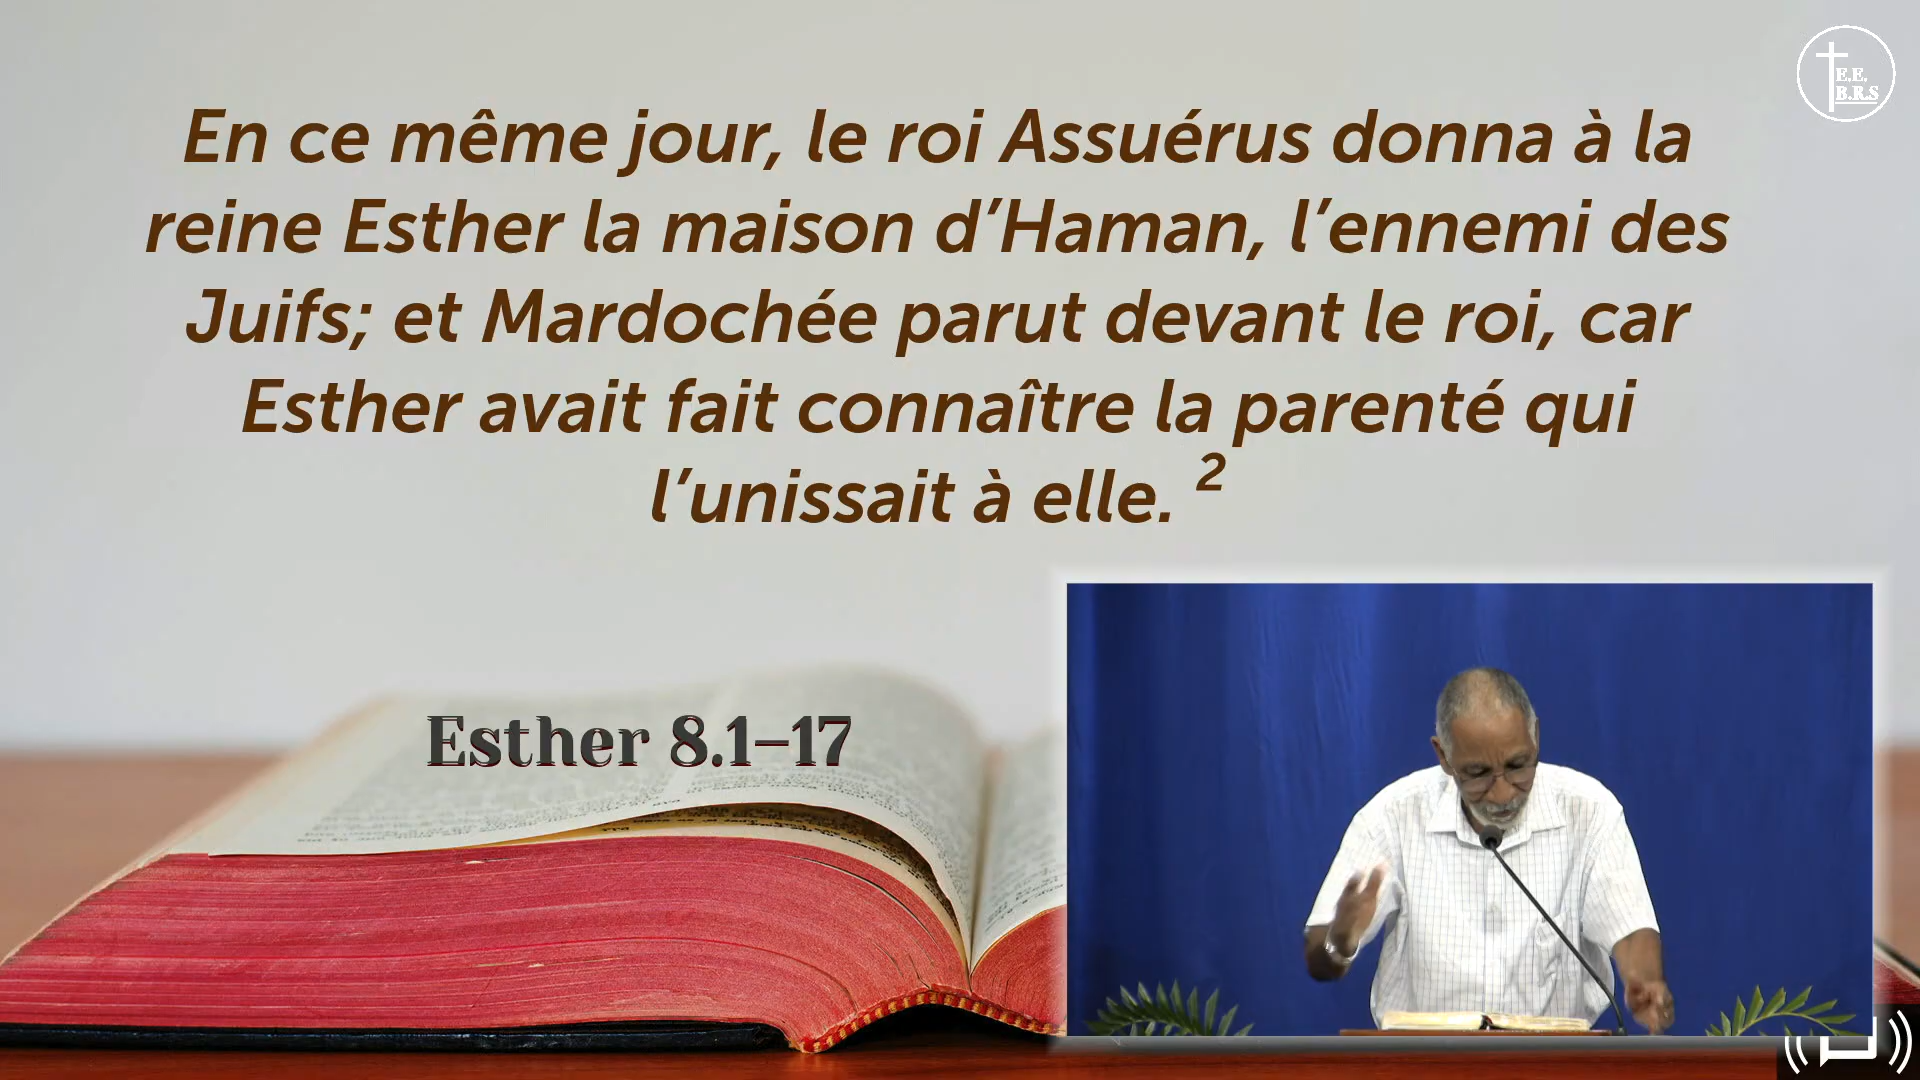 E.E.
B.R.S
En ce même jour, le roi Assuérus donna à la
reine Esther la maison d’Haman, l’ennemi des
Juifs; et Mardochée parut devant le roi, car
Esther avait fait connaître la parenté qui
l’unissait à elle. 2
Esther 8.1–17